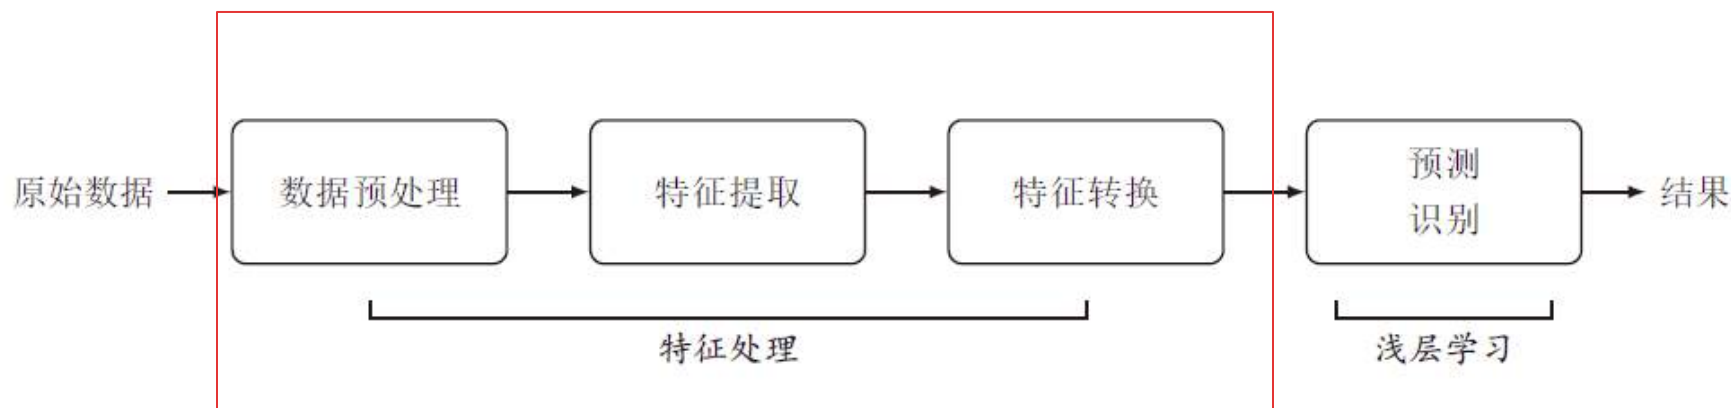 原始数据
数据预处理
特征提取
特征转换
预测
识别
结果
特征处理
浅层学习